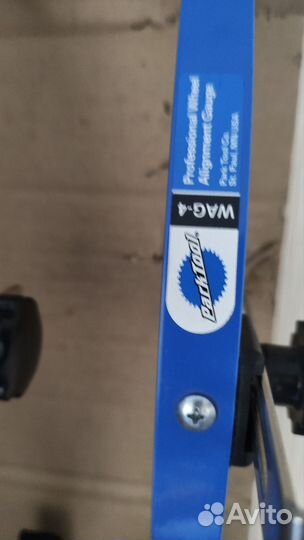 Professional Wheel
Alignment Gauge
Park Tool Co.
St. Paul, MN USA
WAG-4
ParkTool
Avito